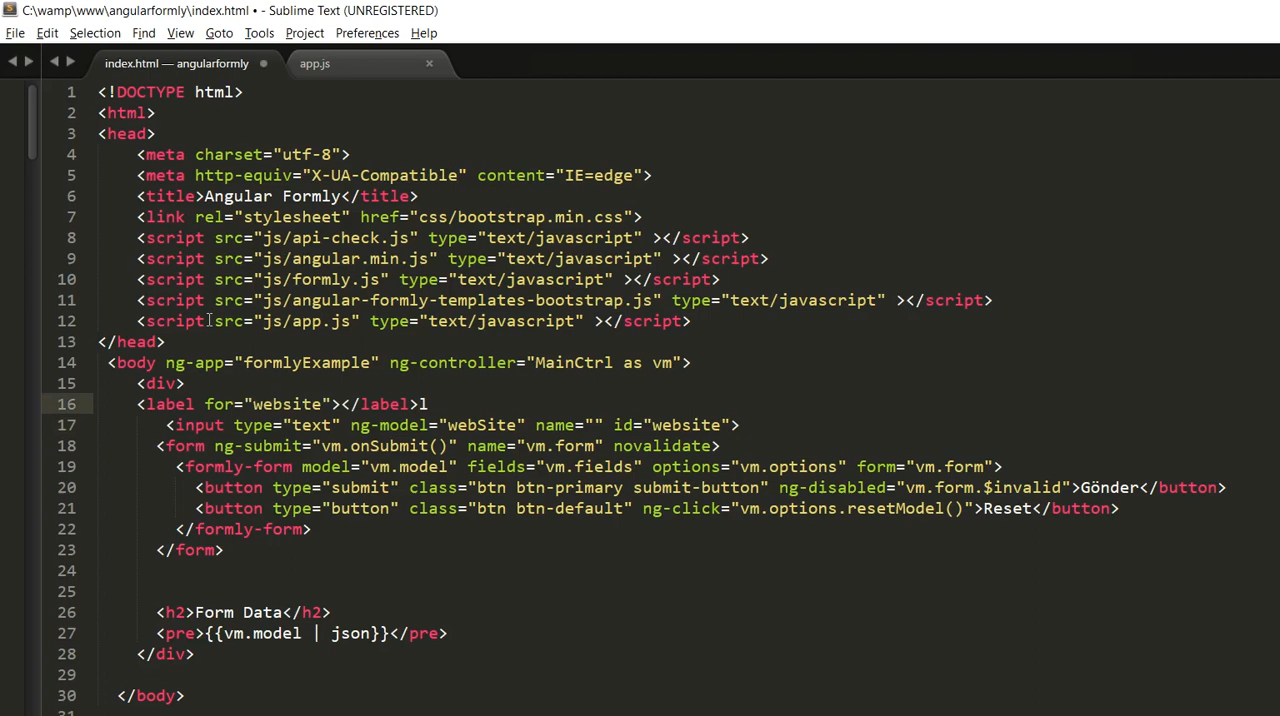 C:\wamp\www\angularformly\index.html • - Sublime Text (UNREGISTERED)
File Edit Selection Find View Goto Tools Project Preferences Help
index.html — angularformly app.js
1 <!DOCTYPE html>
2 <html>
3 <head>
4 <meta charset="utf-8">
5 <meta http-equiv="X-UA-Compatible" content="IE=edge">
6 <title>Angular Formly</title>
7 <link rel="stylesheet" href="css/bootstrap.min.css">
8 <script src="js/api-check.js" type="text/javascript" ></script>
9 <script src="js/angular.min.js" type="text/javascript" ></script>
10 <script src="js/formly.js" type="text/javascript" ></script>
11 <script src="js/angular-formly-templates-bootstrap.js" type="text/javascript" ></script>
12 <script src="js/app.js" type="text/javascript" ></script>
13 </head>
14 <body ng-app="formlyExample" ng-controller="MainCtrl as vm">
15 <div>
16 <label for="website"></label>l
17 <input type="text" ng-model="webSite" name="" id="website">
18 <form ng-submit="vm.onSubmit()" name="vm.form" novalidate>
19 <formly-form model="vm.model" fields="vm.fields" options="vm.options" form="vm.form">
20 <button type="submit" class="btn btn-primary submit-button" ng-disabled="vm.form.$invalid">Gönder</button>
21 <button type="button" class="btn btn-default" ng-click="vm.options.resetModel()">Reset</button>
22 </formly-form>
23 </form>
24
25
26 <h2>Form Data</h2>
27 <pre>{{vm.model | json}}</pre>
28 </div>
29
30 </body>
31